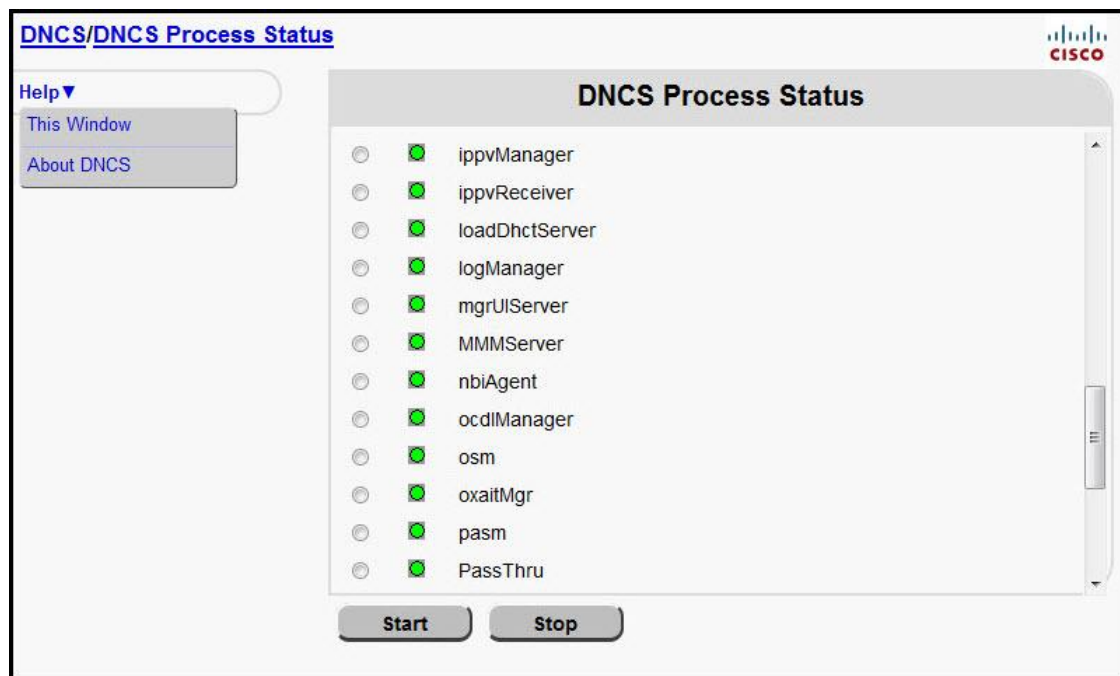 DNCS/DNCS Process Status
CISCO
Help▼
This Window
About DNCS
DNCS Process Status
ippvManager
ippvReceiver
loadDhctServer
logManager
mgrUIServer
MMMServer
nbiAgent
ocdlManager
osm
oxaitMgr
pasm
PassThru
Start
Stop